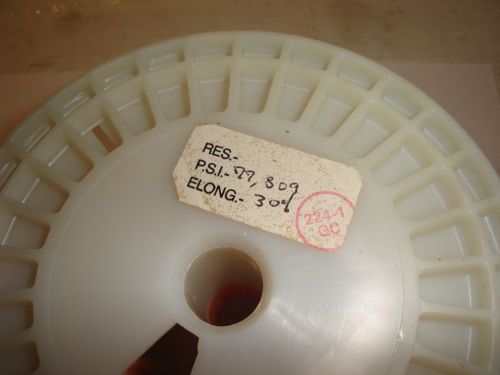 RES.-
P.S.I.- 77,809
ELONG.- 30%
224-1
QC